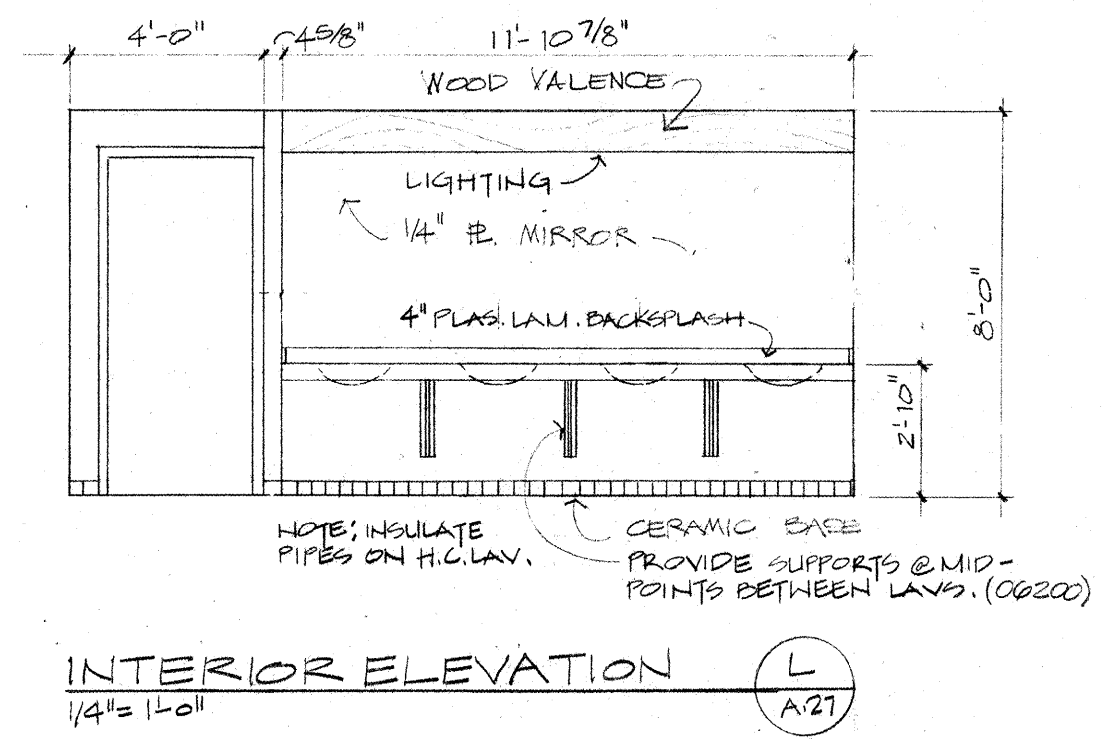 4'-0" 4 5/8" 11'-10 7/8"
WOOD VALENCE
LIGHTING
1/4" PL. MIRROR
8'-0"
4" PLAS. LAM. BACKSPLASH
2'-10"
NOTE: INSULATE
PIPES ON H.C. LAV.
CERAMIC BASE
PROVIDE SUPPORTS @ MID-
POINTS BETWEEN LAVS. (06200)
INTERIOR ELEVATION
1/4" = 1'-0"
L
A.27